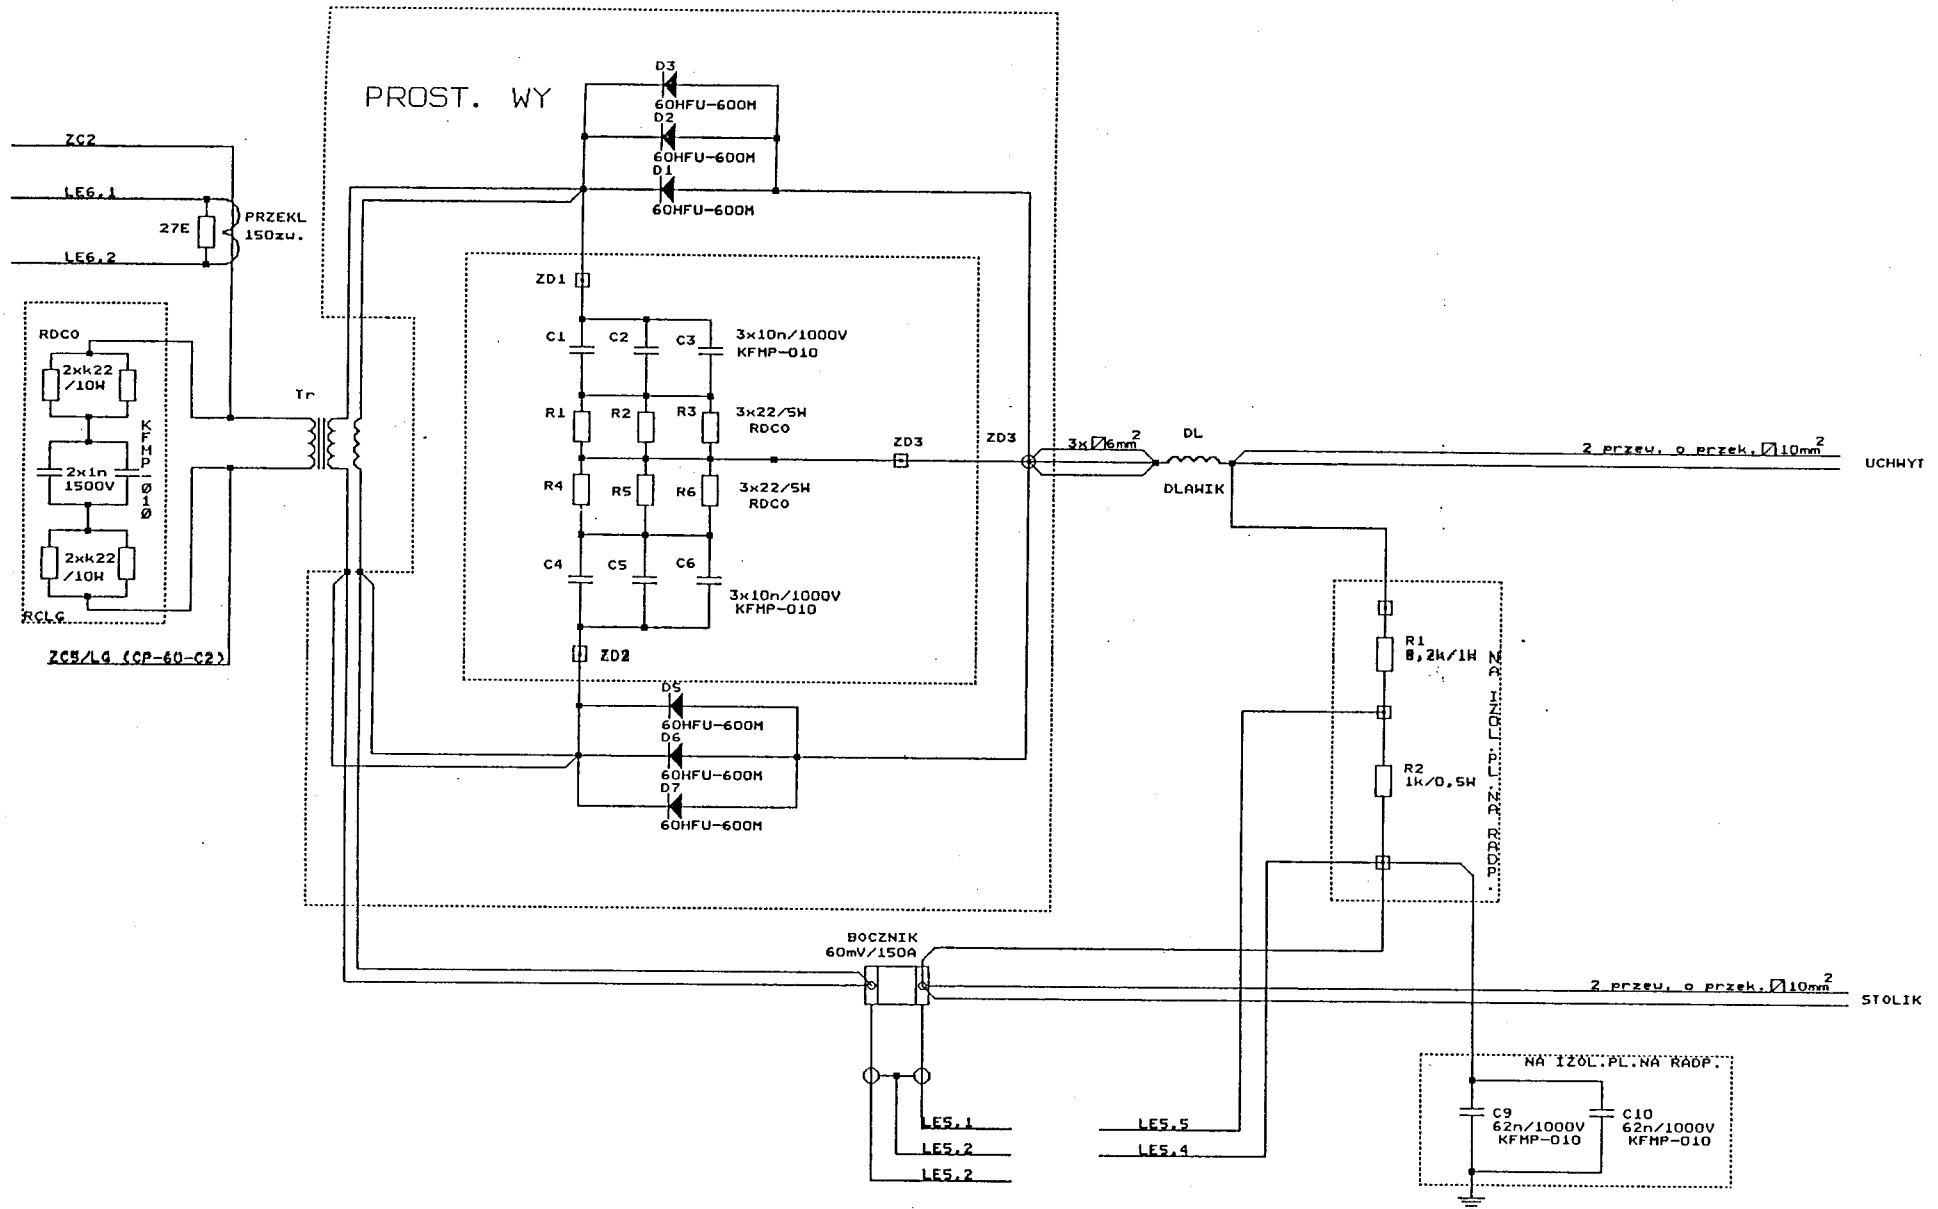 PROST. WY
D3
60HFU-600M
D2
60HFU-600M
D1
60HFU-600M
ZC2
LE6.1
27E
PRZEKL
150zw.
LE6.2
ZD1
RDCO
2xk22
/10W
KFMP-010
2x1n
1500V
2xk22
/10W
RCLG
ZC5/LG (CP-60-C2)
Tr
C1
C2
C3
3x10n/1000V
KFMP-010
R1
R2
R3
3x22/5W
RDCO
ZD3
ZD3
R4
R5
R6
3x22/5W
RDCO
C4
C5
C6
3x10n/1000V
KFMP-010
ZD2
D5
60HFU-600M
D6
60HFU-600M
D7
60HFU-600M
3x 6mm²
DL
DLAWIK
2 przew. o przek. 10mm²
UCHWYT
R1
8,2k/1W
R2
1k/0,5W
NA IZOL.PL.NA RADP.
BOCZNIK
60mV/150A
2 przew. o przek. 10mm²
STOLIK
LE5.1
LE5.2
LE5.2
LE5.5
LE5.4
NA IZOL.PL.NA RADP.
C9
62n/1000V
KFMP-010
C10
62n/1000V
KFMP-010